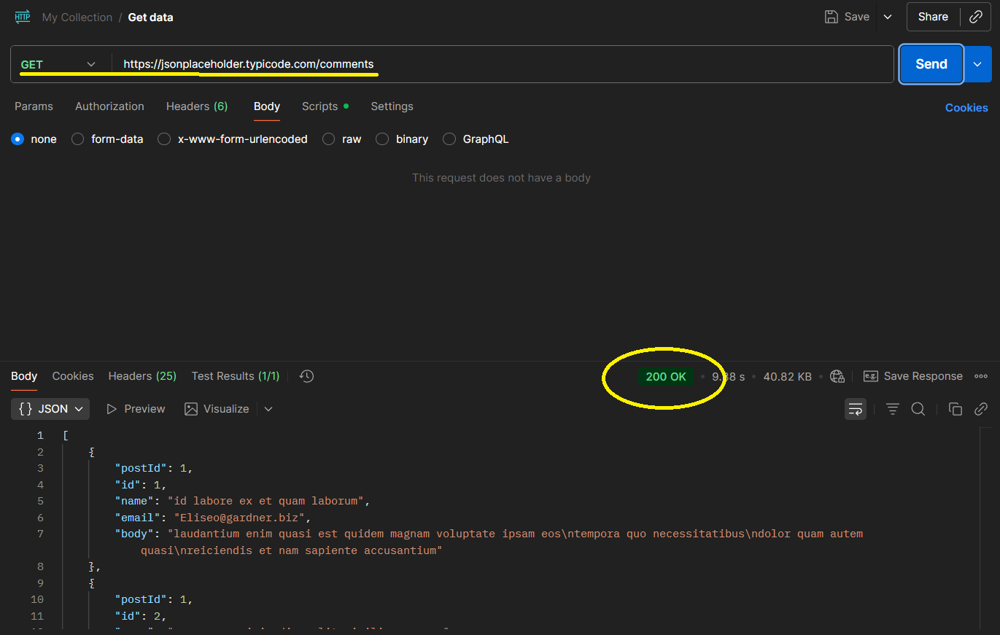 HTTP My Collection / Get data Save Share
GET https://jsonplaceholder.typicode.com/comments Send
Params Authorization Headers (6) Body Scripts Settings Cookies
none form-data x-www-form-urlencoded raw binary GraphQL
This request does not have a body
Body Cookies Headers (25) Test Results (1/1) 200 OK • 9.38 s • 40.82 KB • e.g. Save Response
{} JSON Preview Visualize
1 [
2 {
3 "postId": 1,
4 "id": 1,
5 "name": "id labore ex et quam laborum",
6 "email": "Eliseo@gardner.biz",
7 "body": "laudantium enim quasi est quidem magnam voluptate ipsam eos\ntempora quo necessitatibus\ndolor quam autem
quasi\nreiciendis et nam sapiente accusantium"
8 },
9 {
10 "postId": 1,
11 "id": 2,